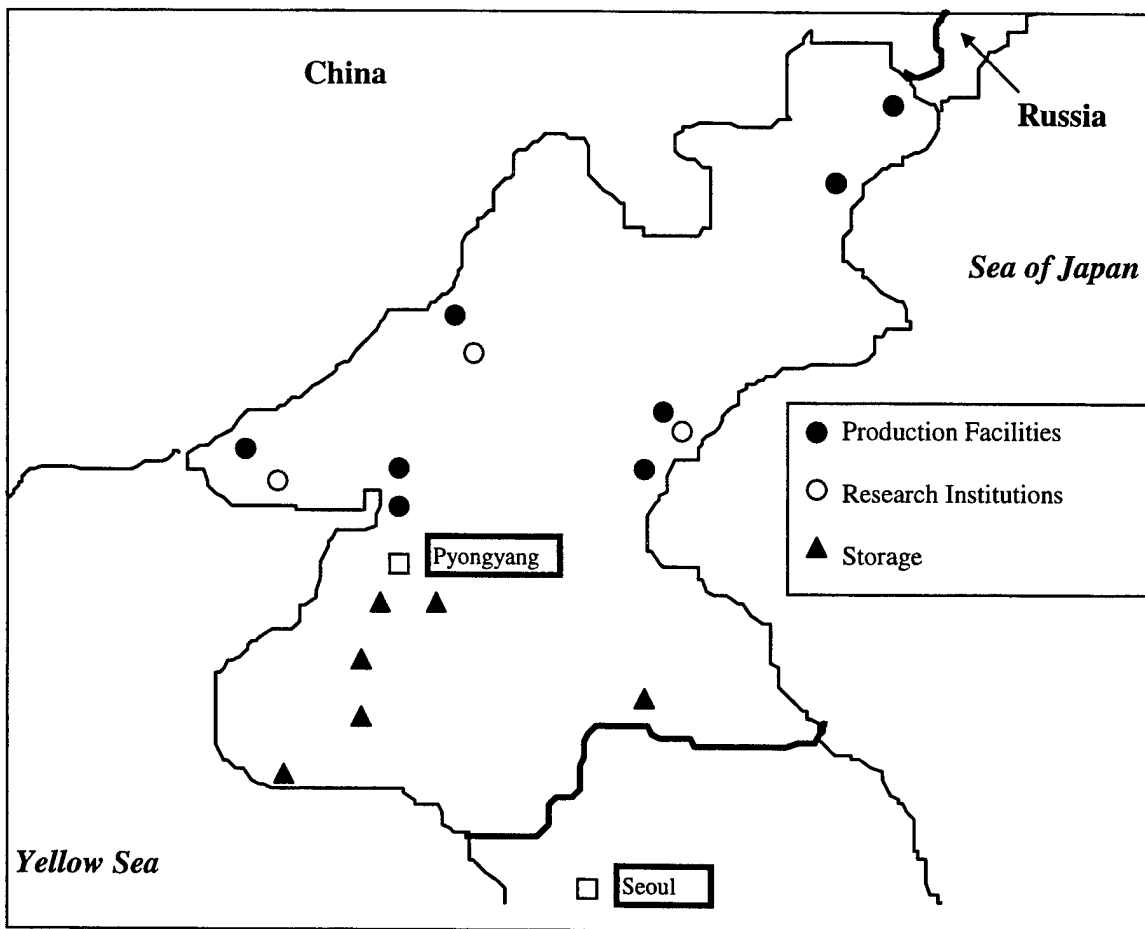 China
Russia
Sea of Japan
Production Facilities
Research Institutions
Storage
Pyongyang
Yellow Sea
Seoul